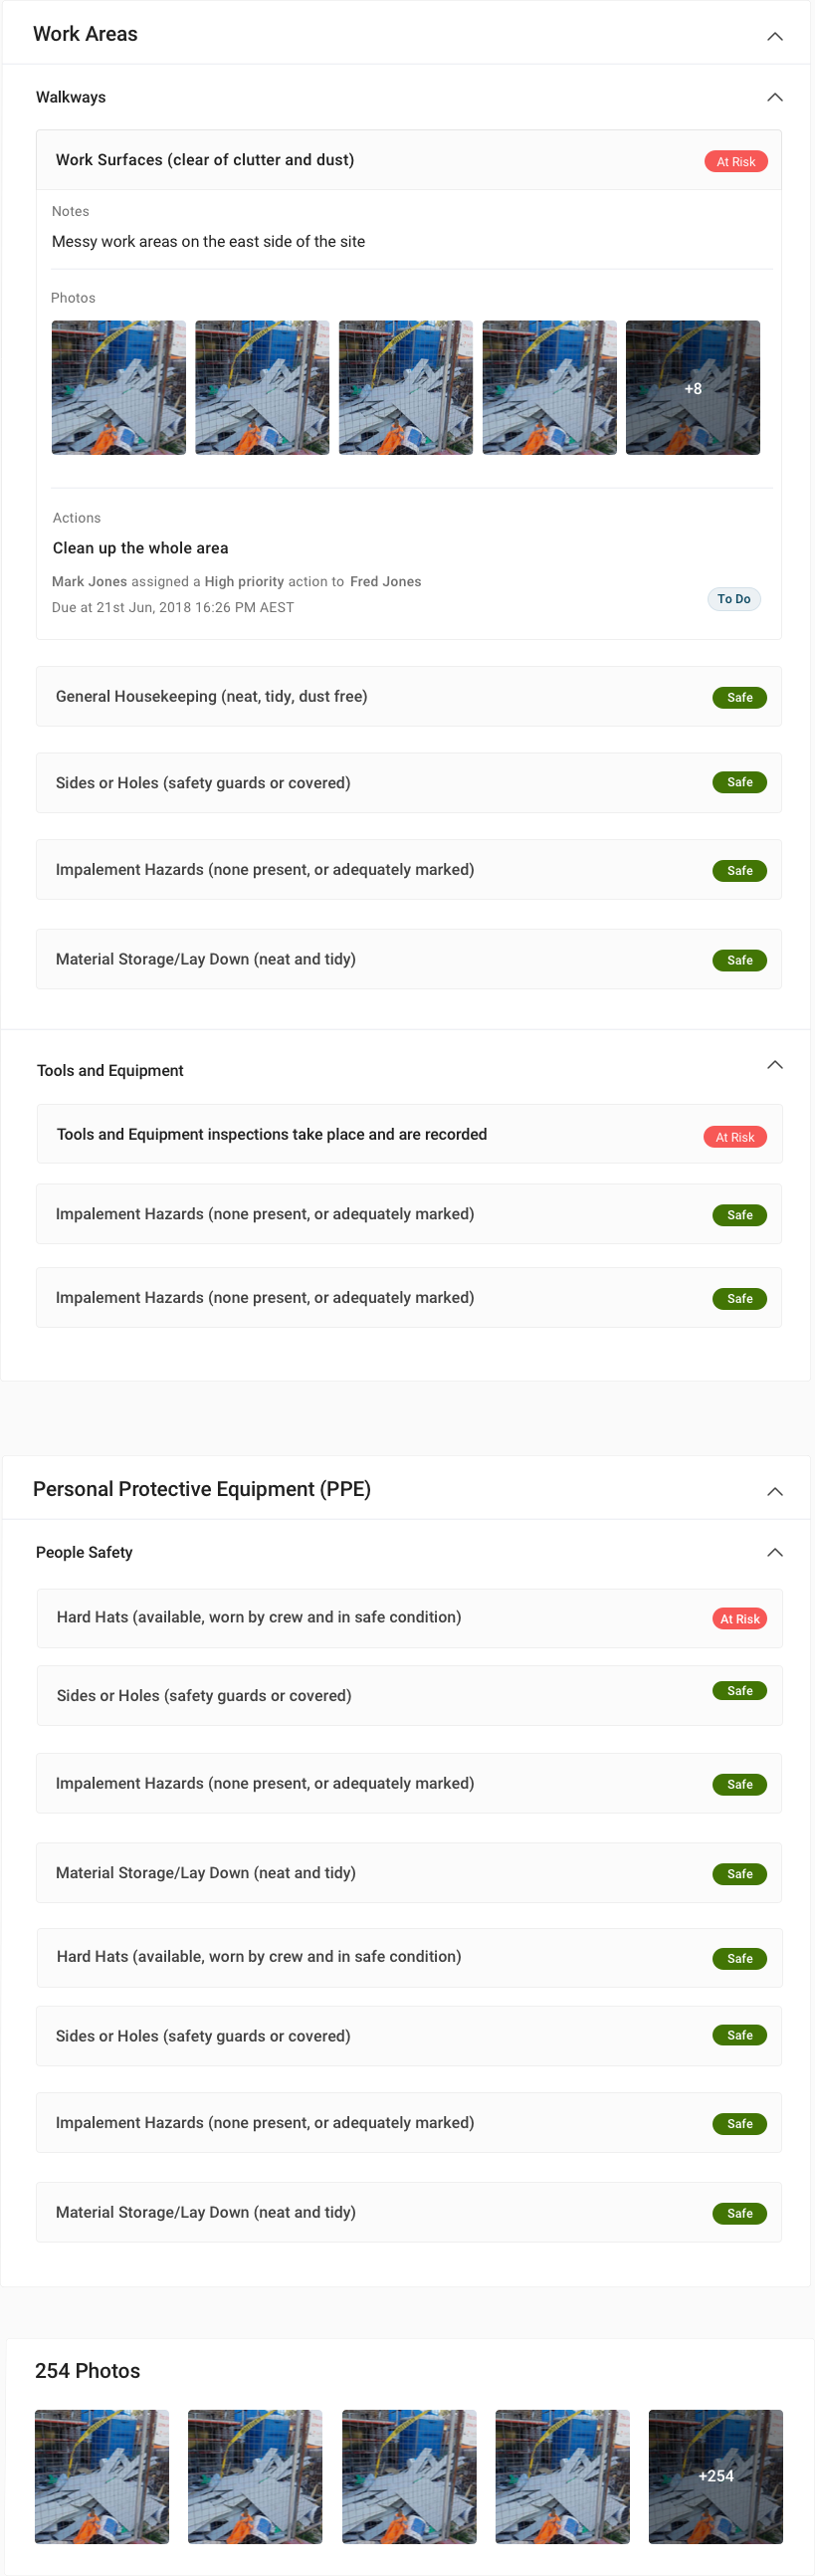 Work Areas
Walkways
Work Surfaces (clear of clutter and dust)
At Risk
Notes
Messy work areas on the east side of the site
Photos
+8
Actions
Clean up the whole area
Mark Jones assigned a High priority action to Fred Jones
Due at 21st Jun, 2018 16:26 PM AEST
To Do
General Housekeeping (neat, tidy, dust free)
Safe
Sides or Holes (safety guards or covered)
Safe
Impalement Hazards (none present, or adequately marked)
Safe
Material Storage/Lay Down (neat and tidy)
Safe
Tools and Equipment
Tools and Equipment inspections take place and are recorded
At Risk
Impalement Hazards (none present, or adequately marked)
Safe
Impalement Hazards (none present, or adequately marked)
Safe
Personal Protective Equipment (PPE)
People Safety
Hard Hats (available, worn by crew and in safe condition)
At Risk
Sides or Holes (safety guards or covered)
Safe
Impalement Hazards (none present, or adequately marked)
Safe
Material Storage/Lay Down (neat and tidy)
Safe
Hard Hats (available, worn by crew and in safe condition)
Safe
Sides or Holes (safety guards or covered)
Safe
Impalement Hazards (none present, or adequately marked)
Safe
Material Storage/Lay Down (neat and tidy)
Safe
254 Photos
+254